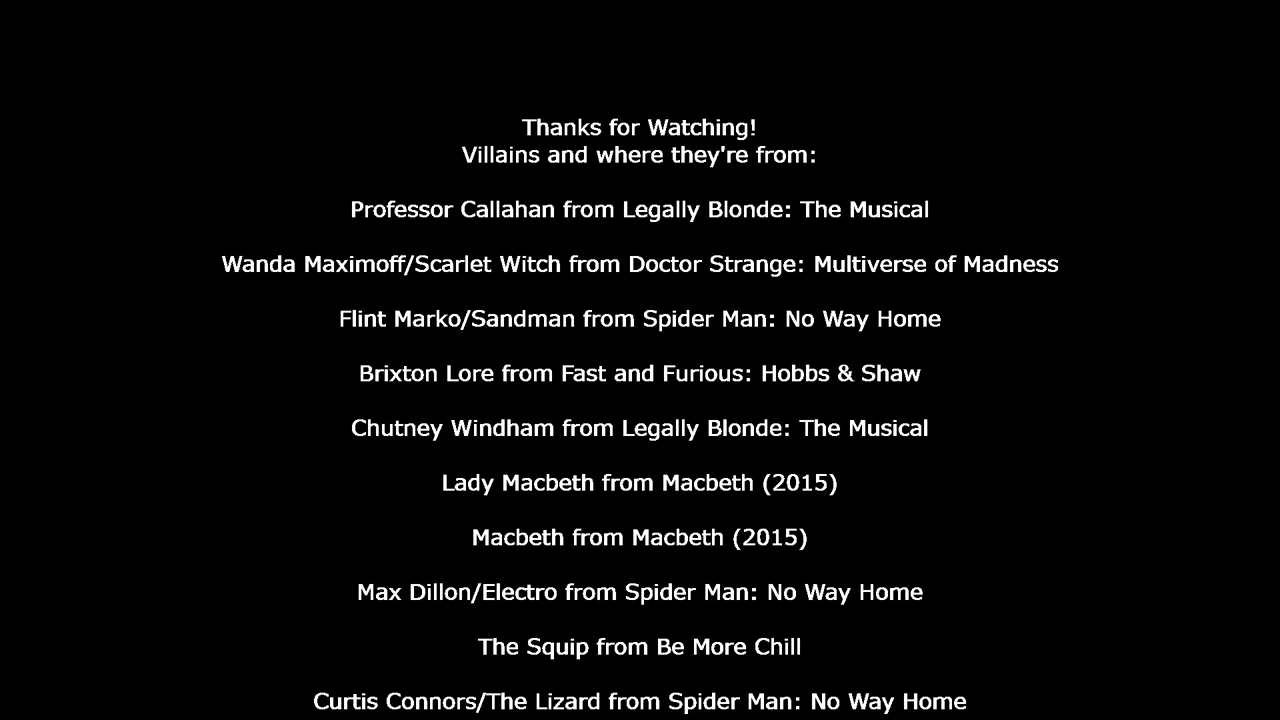 Thanks for Watching!
Villains and where they're from:
Professor Callahan from Legally Blonde: The Musical
Wanda Maximoff/Scarlet Witch from Doctor Strange: Multiverse of Madness
Flint Marko/Sandman from Spider Man: No Way Home
Brixton Lore from Fast and Furious: Hobbs & Shaw
Chutney Windham from Legally Blonde: The Musical
Lady Macbeth from Macbeth (2015)
Macbeth from Macbeth (2015)
Max Dillon/Electro from Spider Man: No Way Home
The Squip from Be More Chill
Curtis Connors/The Lizard from Spider Man: No Way Home